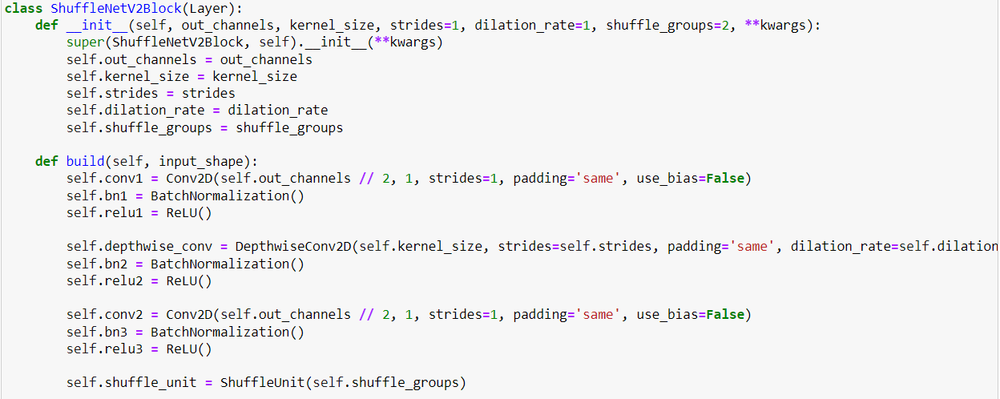 class ShuffleNetV2Block(Layer):
    def __init__(self, out_channels, kernel_size, strides=1, dilation_rate=1, shuffle_groups=2, **kwargs):
        super(ShuffleNetV2Block, self).__init__(**kwargs)
        self.out_channels = out_channels
        self.kernel_size = kernel_size
        self.strides = strides
        self.dilation_rate = dilation_rate
        self.shuffle_groups = shuffle_groups

    def build(self, input_shape):
        self.conv1 = Conv2D(self.out_channels // 2, 1, strides=1, padding='same', use_bias=False)
        self.bn1 = BatchNormalization()
        self.relu1 = ReLU()

        self.depthwise_conv = DepthwiseConv2D(self.kernel_size, strides=self.strides, padding='same', dilation_rate=self.dilation
        self.bn2 = BatchNormalization()
        self.relu2 = ReLU()

        self.conv2 = Conv2D(self.out_channels // 2, 1, strides=1, padding='same', use_bias=False)
        self.bn3 = BatchNormalization()
        self.relu3 = ReLU()

        self.shuffle_unit = ShuffleUnit(self.shuffle_groups)